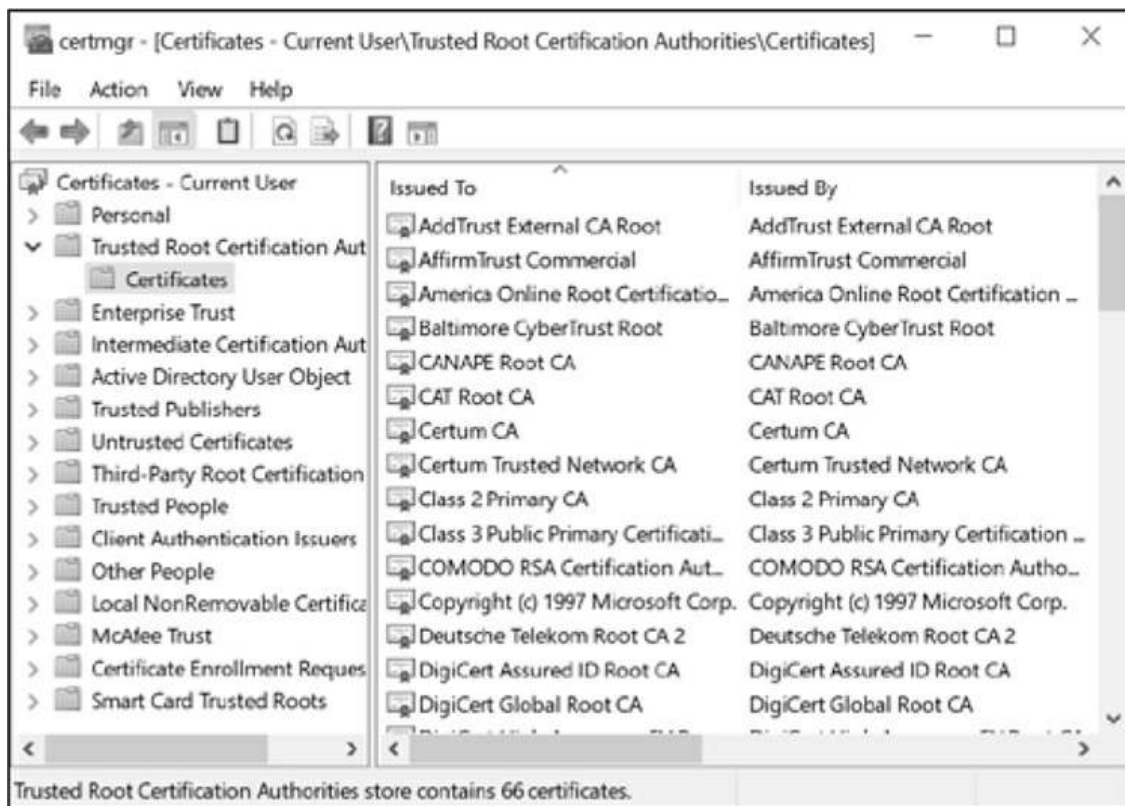 certmgr - [Certificates - Current User\Trusted Root Certification Authorities\Certificates]
File Action View Help
Certificates - Current User
Personal
Trusted Root Certification Aut
Certificates
Enterprise Trust
Intermediate Certification Aut
Active Directory User Object
Trusted Publishers
Untrusted Certificates
Third-Party Root Certification
Trusted People
Client Authentication Issuers
Other People
Local NonRemovable Certifica
McAfee Trust
Certificate Enrollment Reques
Smart Card Trusted Roots
Issued To Issued By
AddTrust External CA Root AddTrust External CA Root
AffirmTrust Commercial AffirmTrust Commercial
America Online Root Certificatio... America Online Root Certification ...
Baltimore CyberTrust Root Baltimore CyberTrust Root
CANAPE Root CA CANAPE Root CA
CAT Root CA CAT Root CA
Certum CA Certum CA
Certum Trusted Network CA Certum Trusted Network CA
Class 2 Primary CA Class 2 Primary CA
Class 3 Public Primary Certificati... Class 3 Public Primary Certification ...
COMODO RSA Certification Aut... COMODO RSA Certification Autho...
Copyright (c) 1997 Microsoft Corp. Copyright (c) 1997 Microsoft Corp.
Deutsche Telekom Root CA 2 Deutsche Telekom Root CA 2
DigiCert Assured ID Root CA DigiCert Assured ID Root CA
DigiCert Global Root CA DigiCert Global Root CA
Trusted Root Certification Authorities store contains 66 certificates.